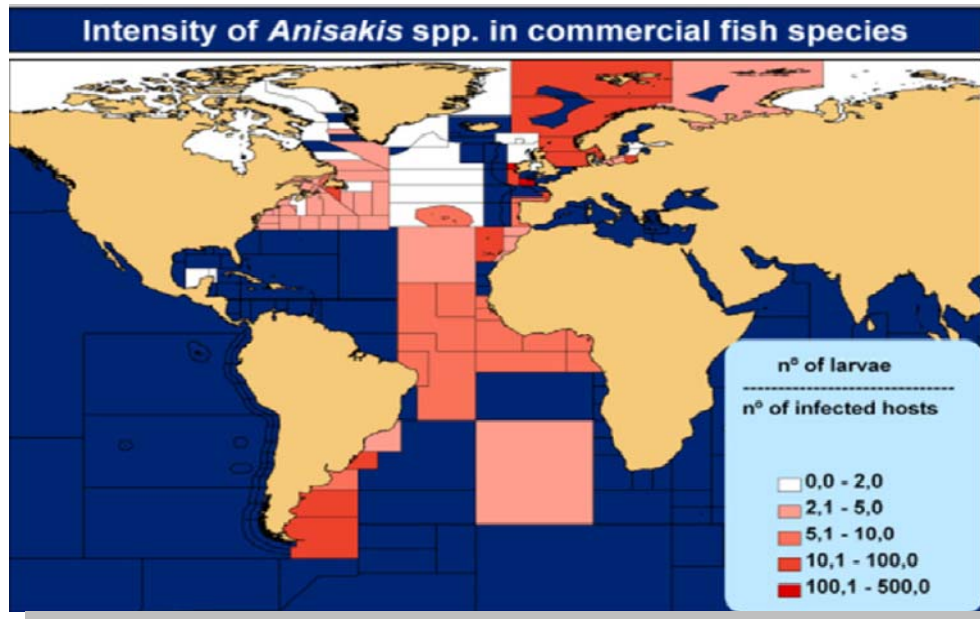 Intensity of Anisakis spp. in commercial fish species
nº of larvae
-----------------------------
nº of infected hosts
0,0 - 2,0
2,1 - 5,0
5,1 - 10,0
10,1 - 100,0
100,1 - 500,0